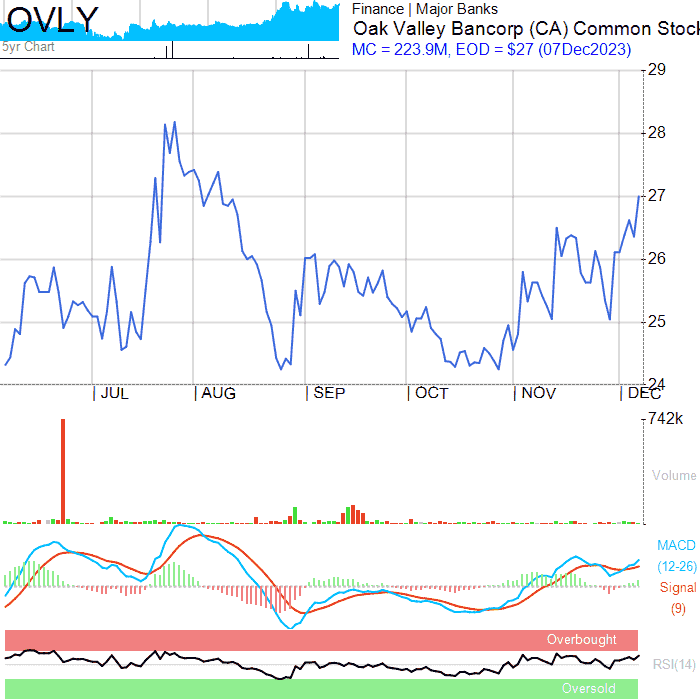 OVLY
5yr Chart
Finance | Major Banks
Oak Valley Bancorp (CA) Common Stock
MC = 223.9M, EOD = $27 (07Dec2023)
29
28
27
26
25
24
JUL AUG SEP OCT NOV DEC
742k
Volume
MACD
(12-26)
Signal
(9)
Overbought
RSI(14)
Oversold